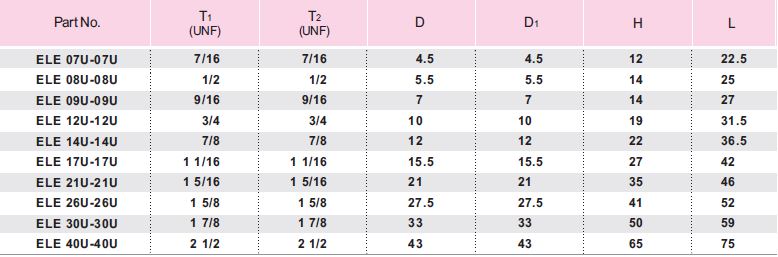 Part No. T1 (UNF) T2 (UNF) D D1 H L
ELE 07U-07U 7/16 7/16 4.5 4.5 12 22.5
ELE 08U-08U 1/2 1/2 5.5 5.5 14 25
ELE 09U-09U 9/16 9/16 7 7 14 27
ELE 12U-12U 3/4 3/4 10 10 19 31.5
ELE 14U-14U 7/8 7/8 12 12 22 36.5
ELE 17U-17U 1 1/16 1 1/16 15.5 15.5 27 42
ELE 21U-21U 1 5/16 1 5/16 21 21 35 46
ELE 26U-26U 1 5/8 1 5/8 27.5 27.5 41 52
ELE 30U-30U 1 7/8 1 7/8 33 33 50 59
ELE 40U-40U 2 1/2 2 1/2 43 43 65 75